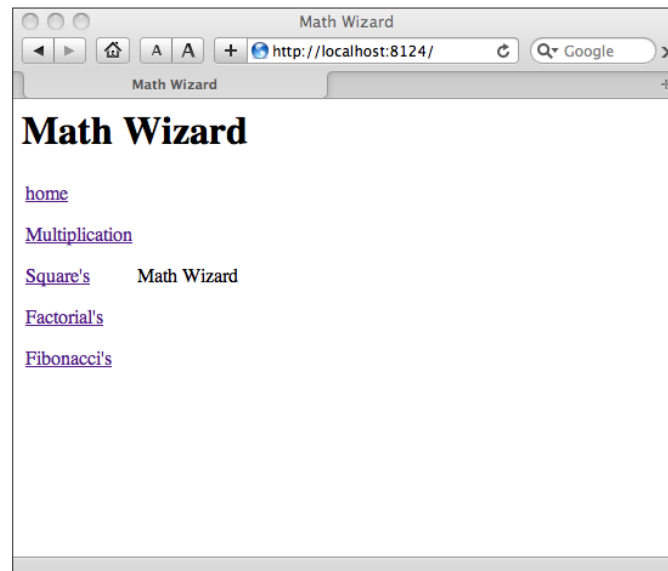 Math Wizard
A A + http://localhost:8124/ Google
Math Wizard +
Math Wizard
home
Multiplication
Square's Math Wizard
Factorial's
Fibonacci's